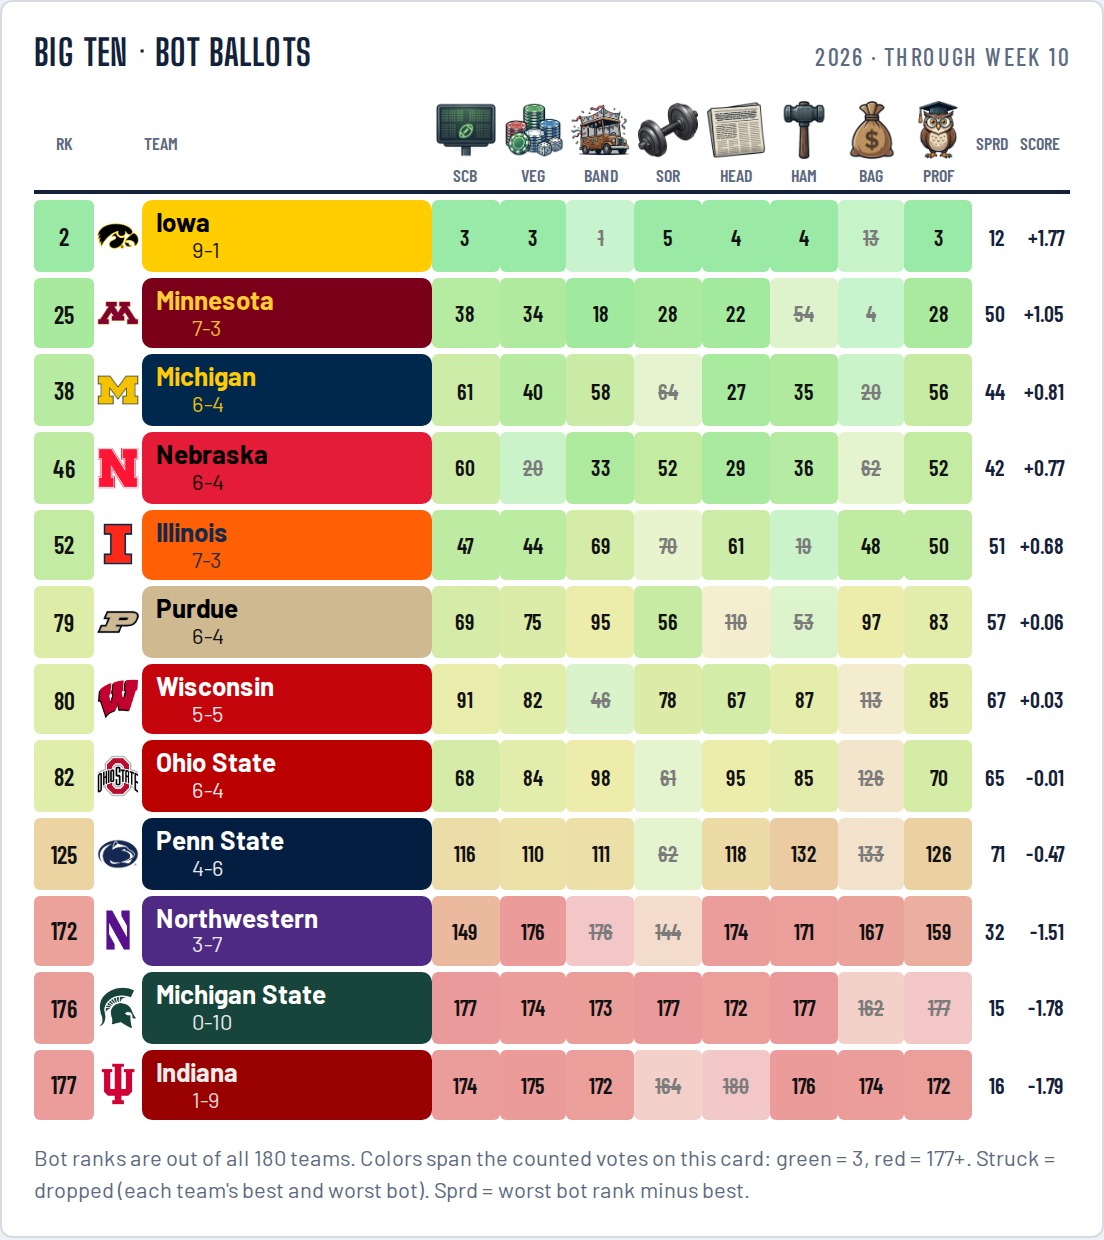 BIG TEN · BOT BALLOTS
2026 · THROUGH WEEK 10
RK TEAM SCB VEG BAND SOR HEAD HAM BAG PROF SPRD SCORE
2 Iowa 9-1 3 3 1 5 4 4 13 3 12 +1.77
25 Minnesota 7-3 38 34 18 28 22 54 4 28 50 +1.05
38 Michigan 6-4 61 40 58 64 27 35 20 56 44 +0.81
46 Nebraska 6-4 60 20 33 52 29 36 62 52 42 +0.77
52 Illinois 7-3 47 44 69 70 61 19 48 50 51 +0.68
79 Purdue 6-4 69 75 95 56 110 53 97 83 57 +0.06
80 Wisconsin 5-5 91 82 46 78 67 87 113 85 67 +0.03
82 OHIO STATE Ohio State 6-4 68 84 98 61 95 85 126 70 65 -0.01
125 Penn State 4-6 116 110 111 62 118 132 133 126 71 -0.47
172 Northwestern 3-7 149 176 176 144 174 171 167 159 32 -1.51
176 Michigan State 0-10 177 174 173 177 172 177 162 177 15 -1.78
177 Indiana 1-9 174 175 172 164 180 176 174 172 16 -1.79
Bot ranks are out of all 180 teams. Colors span the counted votes on this card: green = 3, red = 177+. Struck =
dropped (each team's best and worst bot). Sprd = worst bot rank minus best.